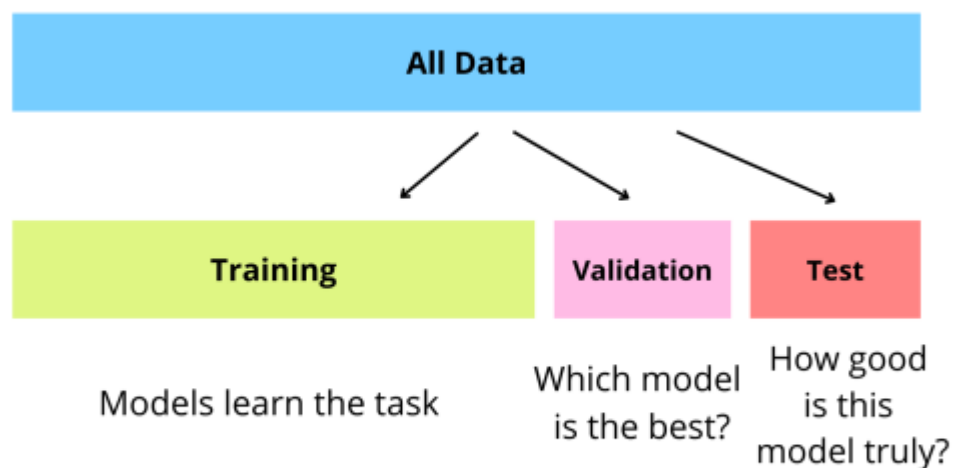 All Data
Training
Validation
Test
Models learn the task
Which model
is the best?
How good
is this
model truly?